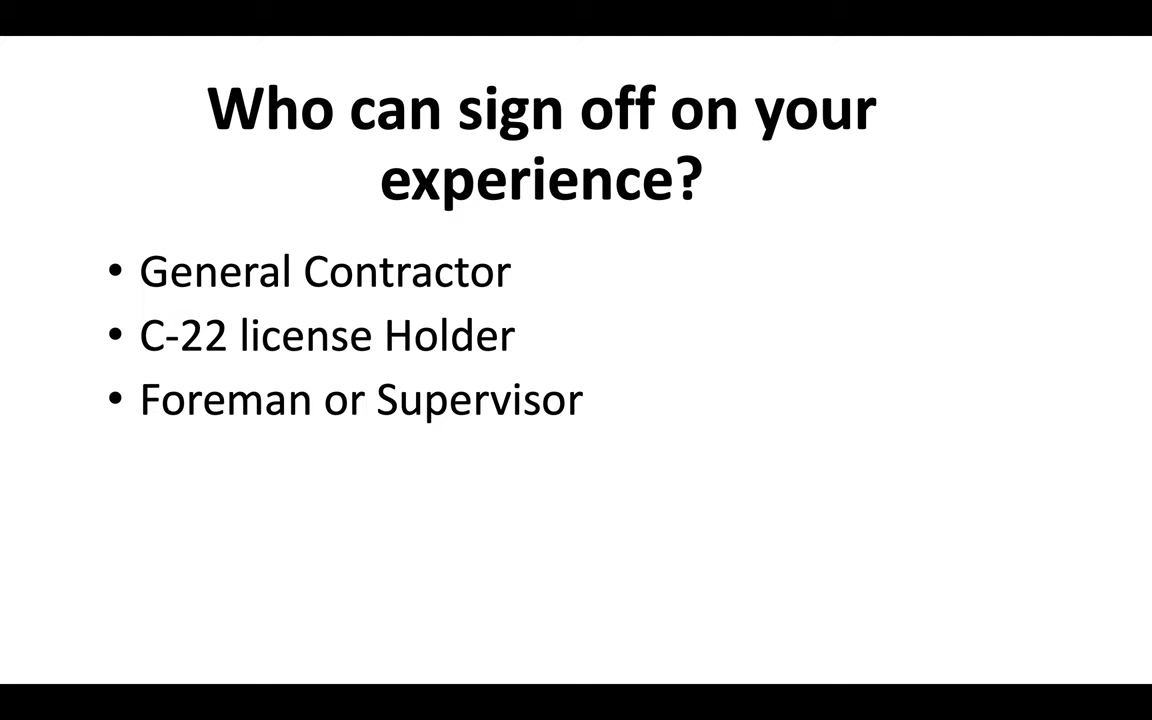 Who can sign off on your
experience?
• General Contractor
• C-22 license Holder
• Foreman or Supervisor